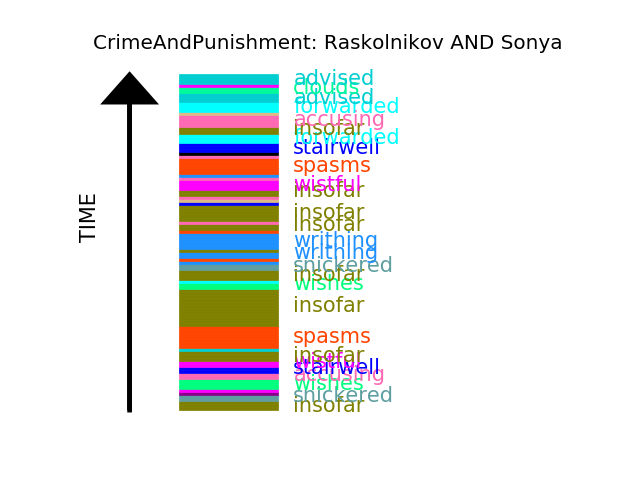 CrimeAndPunishment: Raskolnikov AND Sonya
TIME
advised
clouds
advised
forwarded
accusing
insofar
forwarded
stairwell
spasms
wistful
insofar
insofar
insofar
writhing
writhing
snickered
insofar
wishes
insofar
spasms
insofar
wistful
stairwell
accusing
wishes
snickered
insofar